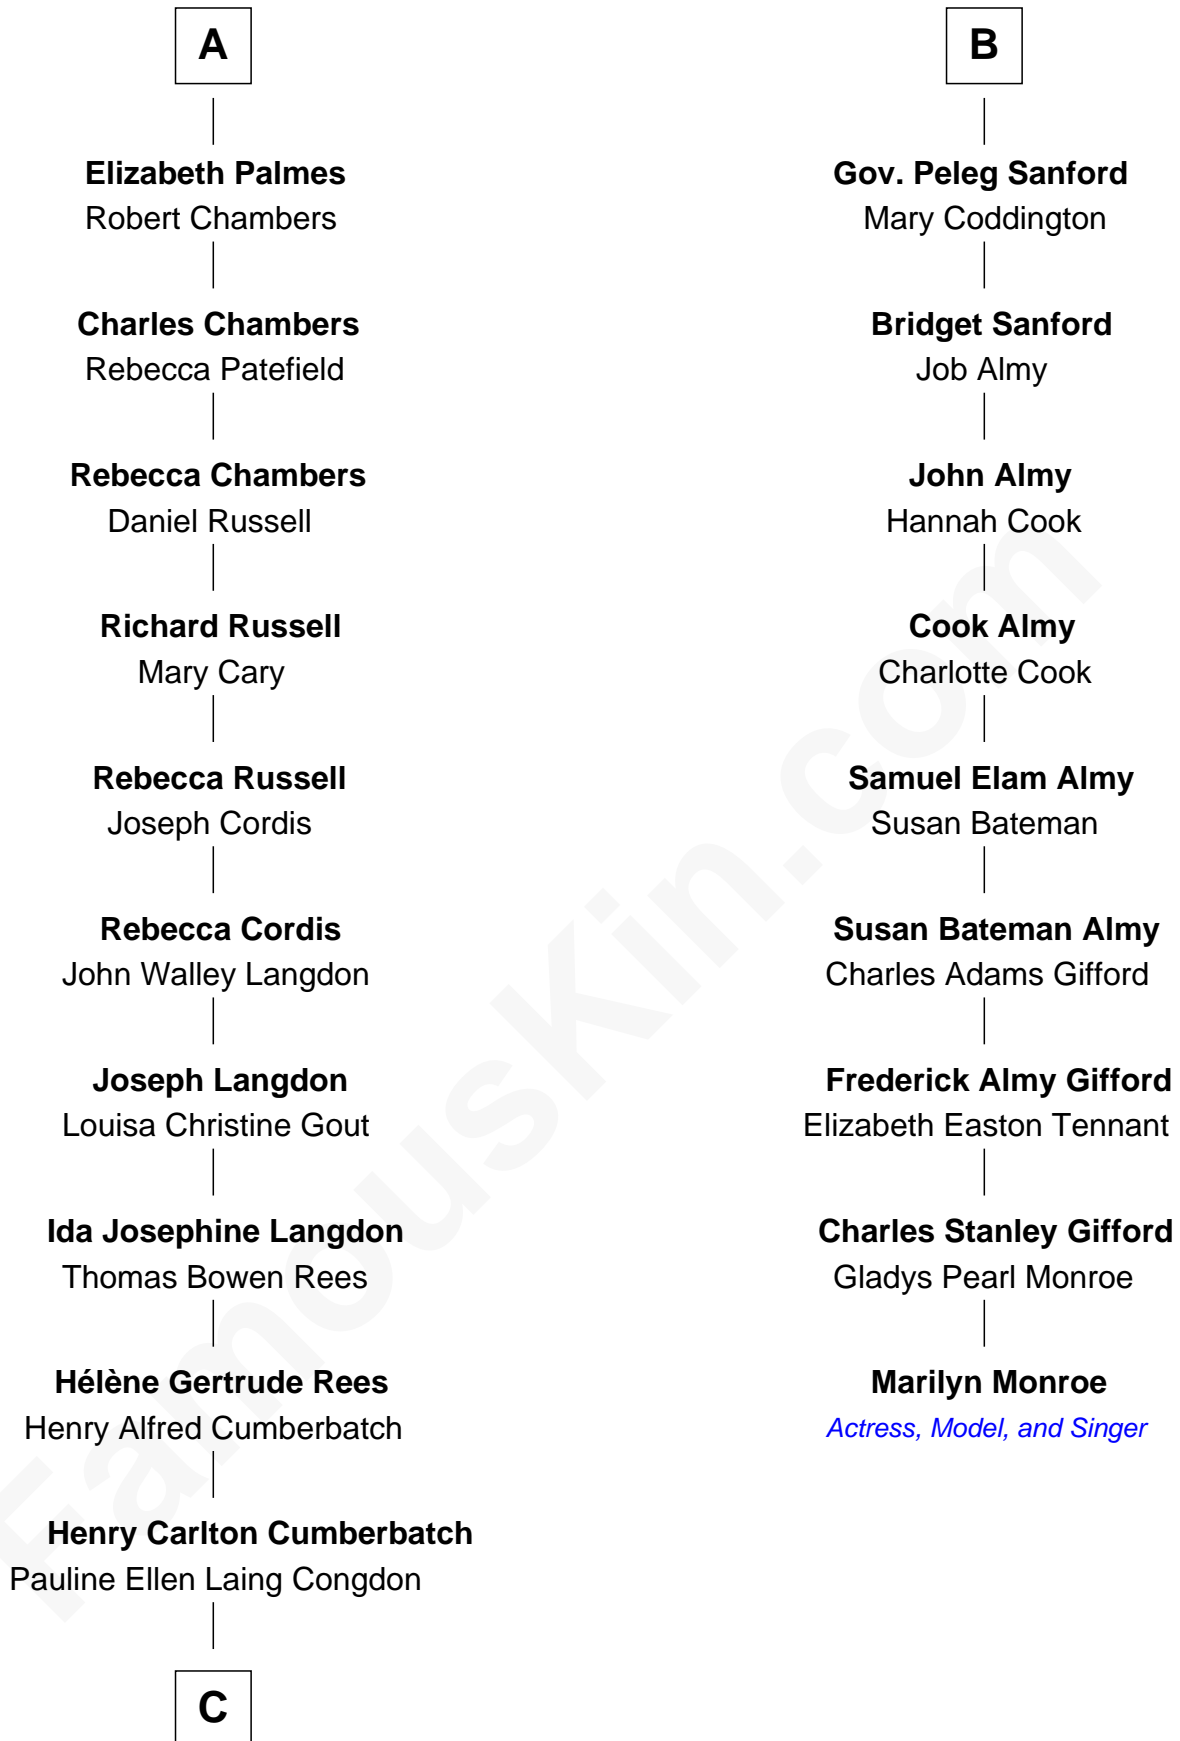 A
Elizabeth Palmes
Robert Chambers
Charles Chambers
Rebecca Patefield
Rebecca Chambers
Daniel Russell
Richard Russell
Mary Cary
Rebecca Russell
Joseph Cordis
Rebecca Cordis
John Walley Langdon
Joseph Langdon
Louisa Christine Gout
Ida Josephine Langdon
Thomas Bowen Rees
Hélène Gertrude Rees
Henry Alfred Cumberbatch
Henry Carlton Cumberbatch
Pauline Ellen Laing Congdon
C
B
Gov. Peleg Sanford
Mary Coddington
Bridget Sanford
Job Almy
John Almy
Hannah Cook
Cook Almy
Charlotte Cook
Samuel Elam Almy
Susan Bateman
Susan Bateman Almy
Charles Adams Gifford
Frederick Almy Gifford
Elizabeth Easton Tennant
Charles Stanley Gifford
Gladys Pearl Monroe
Marilyn Monroe
Actress, Model, and Singer
FamousKin.com